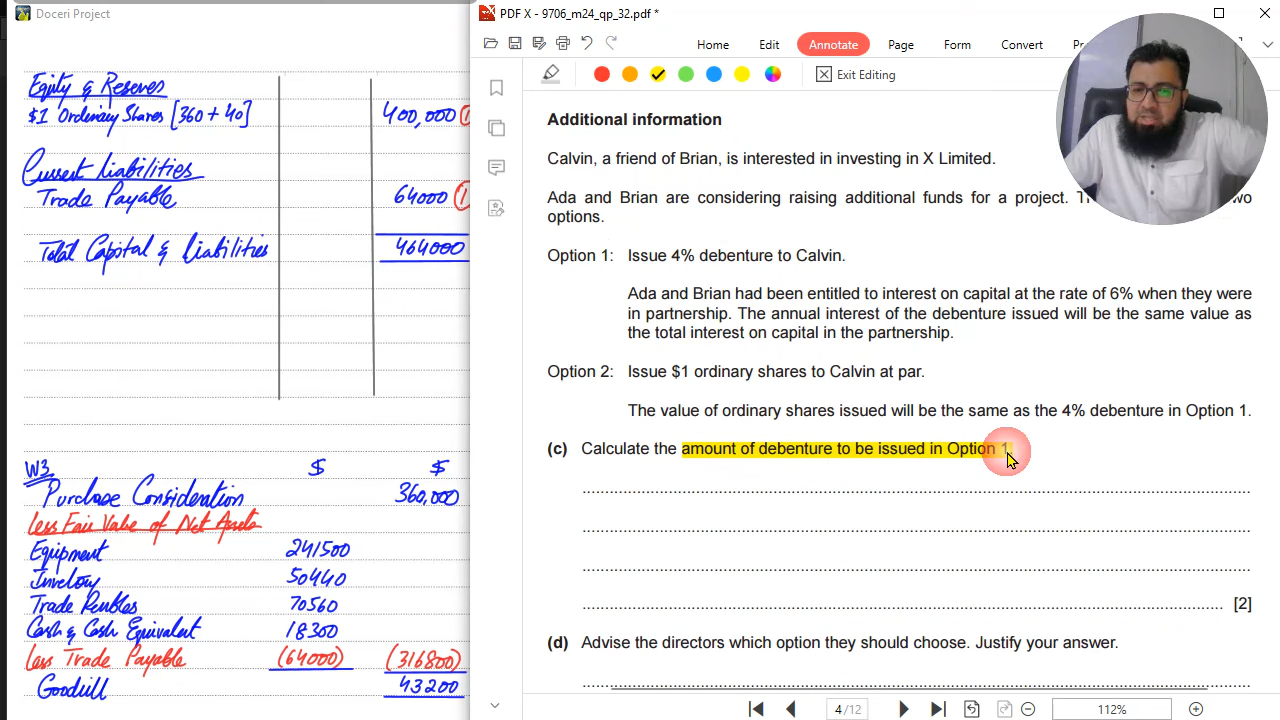 Doceri Project
Equity & Reserves
$1 Ordinary Shares [360 + 40] 400,000
Current Liabilities
Trade Payable 64000
Total Capital & Liabilities 464000
W3 $ $
Purchase Consideration 360,000
less Fair Value of Net Assets
Equipment 241500
Invetory 50440
Trade 70560
Cash & Cash Equivalent 18300
less Trade Payable (64000) (316800)
Goodwill 43200
PDF X - 9706_m24_qp_32.pdf *
Home Edit Annotate Page Form Convert
Exit Editing
Additional information
Calvin, a friend of Brian, is interested in investing in X Limited.
Ada and Brian are considering raising additional funds for a project. two
options.
Option 1: Issue 4% debenture to Calvin.
Ada and Brian had been entitled to interest on capital at the rate of 6% when they were
in partnership. The annual interest of the debenture issued will be the same value as
the total interest on capital in the partnership.
Option 2: Issue $1 ordinary shares to Calvin at par.
The value of ordinary shares issued will be the same as the 4% debenture in Option 1.
(c) Calculate the amount of debenture to be issued in Option 1.
[2]
(d) Advise the directors which option they should choose. Justify your answer.
4 /12 112%